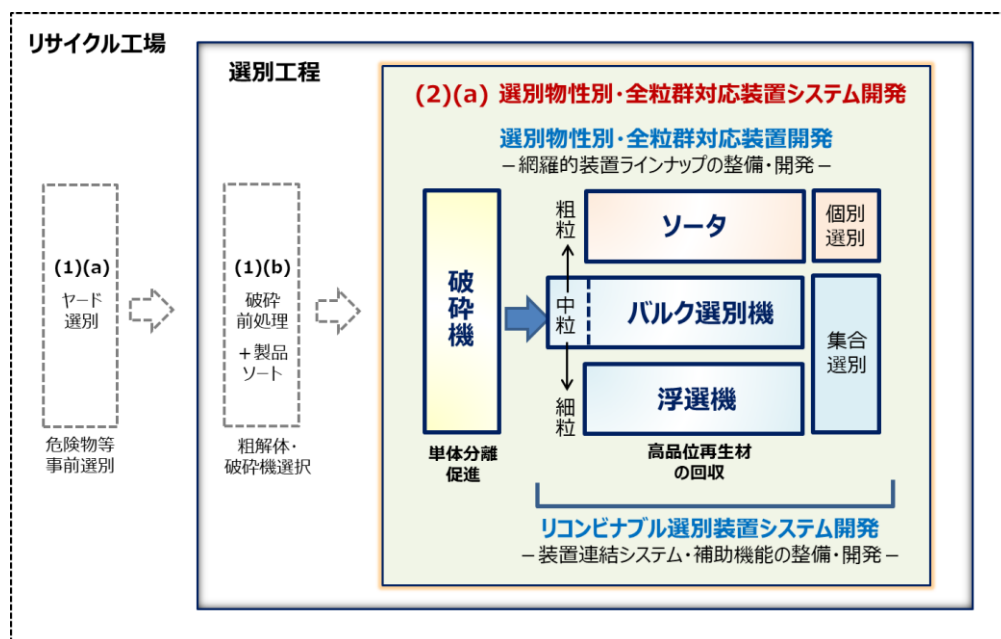 リサイクル工場
選別工程
(2)(a) 選別物性別・全粒群対応装置システム開発
選別物性別・全粒群対応装置開発
－網羅的装置ラインナップの整備・開発－
(1)(a)
ヤード
選別
危険物等
事前選別
(1)(b)
破砕
前処理
＋製品
ソート
粗解体・
破砕機選択
破砕機
単体分離
促進
粗粒
中粒
細粒
ソータ
バルク選別機
浮選機
個別
選別
集合
選別
高品位再生材
の回収
リコンビナブル選別装置システム開発
－装置連結システム・補助機能の整備・開発－